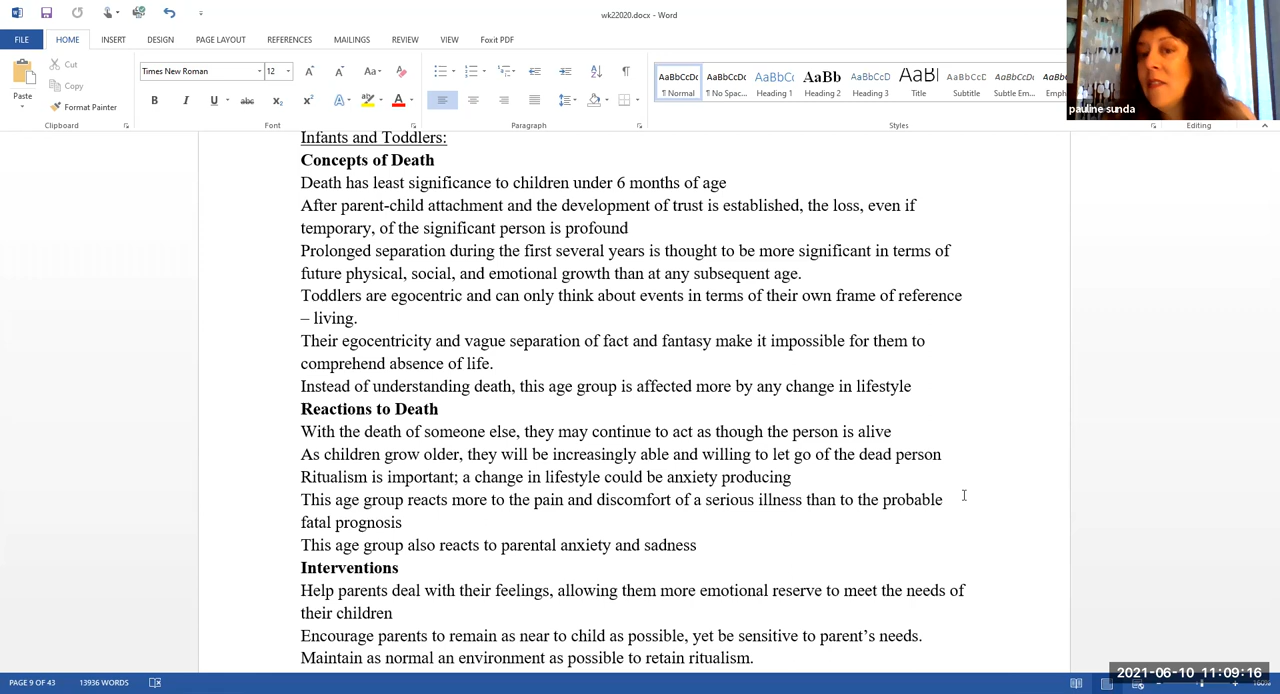 wk22020.docx - Word
FILE HOME INSERT DESIGN PAGE LAYOUT REFERENCES MAILINGS REVIEW VIEW Foxit PDF
Paste
Cut
Copy
Format Painter
Clipboard
Times New Roman 12
Aa
B I U abc X₂ X² A A
Font
Paragraph
AaBbCcDc AaBbCcDc AaBbCc AaBb AaBbCcD AaB AaBbCcD AaBbCcDc
¶ Normal ¶ No Spac... Heading 1 Heading 2 Heading 3 Title Subtitle Subtle Em...
Styles
Editing
pauline sunda
Infants and Toddlers:
Concepts of Death
Death has least significance to children under 6 months of age
After parent-child attachment and the development of trust is established, the loss, even if
temporary, of the significant person is profound
Prolonged separation during the first several years is thought to be more significant in terms of
future physical, social, and emotional growth than at any subsequent age.
Toddlers are egocentric and can only think about events in terms of their own frame of reference
– living.
Their egocentricity and vague separation of fact and fantasy make it impossible for them to
comprehend absence of life.
Instead of understanding death, this age group is affected more by any change in lifestyle
Reactions to Death
With the death of someone else, they may continue to act as though the person is alive
As children grow older, they will be increasingly able and willing to let go of the dead person
Ritualism is important; a change in lifestyle could be anxiety producing
This age group reacts more to the pain and discomfort of a serious illness than to the probable
fatal prognosis
This age group also reacts to parental anxiety and sadness
Interventions
Help parents deal with their feelings, allowing them more emotional reserve to meet the needs of
their children
Encourage parents to remain as near to child as possible, yet be sensitive to parent’s needs.
Maintain as normal an environment as possible to retain ritualism.
PAGE 9 OF 43 13936 WORDS
2021-06-10 11:09:16